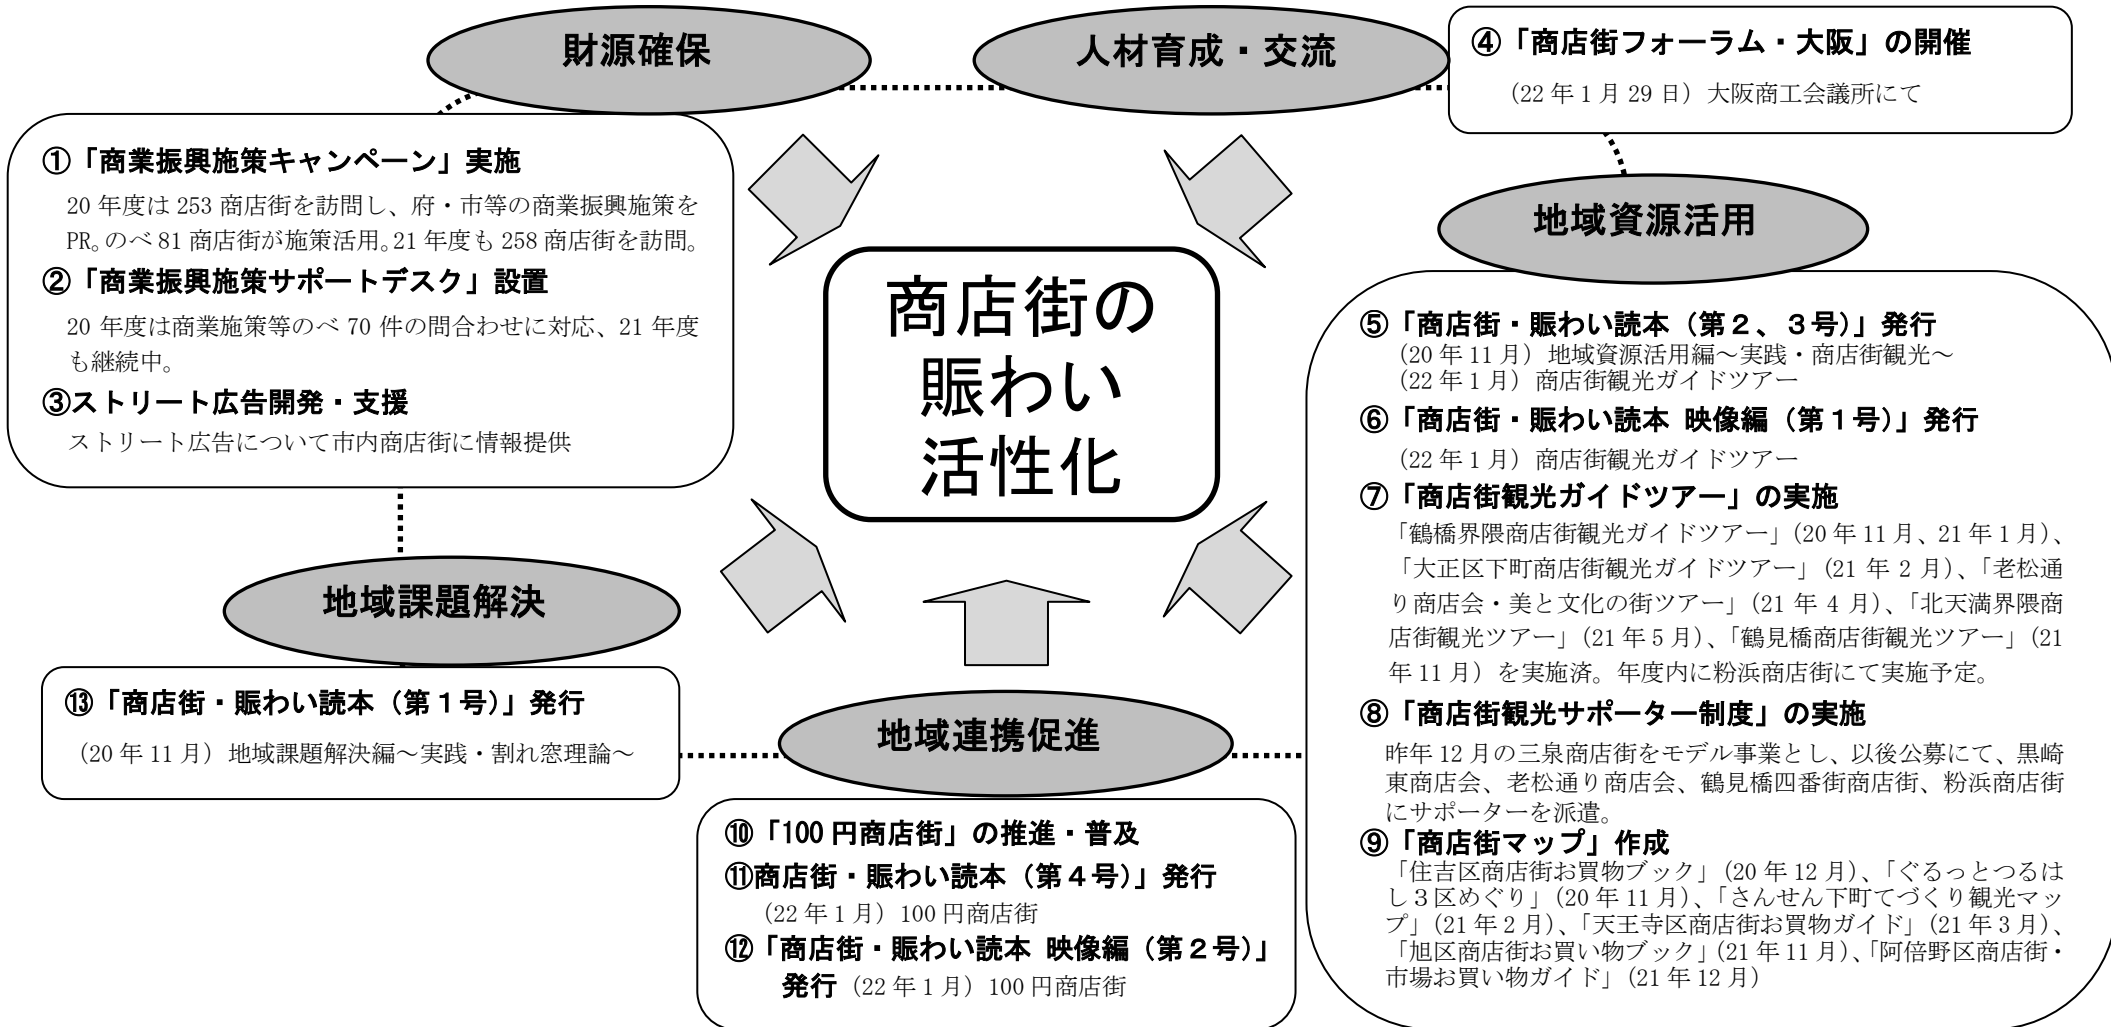 財源確保
人材育成・交流
④「商店街フォーラム・大阪」の開催
(22 年 1 月 29 日) 大阪商工会議所にて
①「商業振興施策キャンペーン」実施
20 年度は 253 商店街を訪問し、府・市等の商業振興施策を
PR。のべ 81 商店街が施策活用。21 年度も 258 商店街を訪問。
②「商業振興施策サポートデスク」設置
20 年度は商業施策等のべ 70 件の問合わせに対応、21 年度
も継続中。
③ストリート広告開発・支援
ストリート広告について市内商店街に情報提供
商店街の
賑わい
活性化
地域資源活用
⑤「商店街・賑わい読本（第２、３号）」発行
(20 年 11 月) 地域資源活用編～実践・商店街観光～
(22 年 1 月) 商店街観光ガイドツアー
⑥「商店街・賑わい読本 映像編（第１号）」発行
(22 年 1 月) 商店街観光ガイドツアー
⑦「商店街観光ガイドツアー」の実施
「鶴橋界隈商店街観光ガイドツアー」(20 年 11 月、21 年 1 月)、
「大正区下町商店街観光ガイドツアー」(21 年 2 月)、「老松通
り商店会・美と文化の街ツアー」(21 年 4 月)、「北天満界隈商
店街観光ツアー」(21 年 5 月)、「鶴見橋商店街観光ツアー」(21
年 11 月) を実施済。年度内に粉浜商店街にて実施予定。
⑧「商店街観光サポーター制度」の実施
昨年 12 月の三泉商店街をモデル事業とし、以後公募にて、黒崎
東商店会、老松通り商店会、鶴見橋四番街商店街、粉浜商店街
にサポーターを派遣。
⑨「商店街マップ」作成
「住吉区商店街お買物ブック」(20 年 12 月)、「ぐるっとつるは
し３区めぐり」(20 年 11 月)、「さんせん下町てづくり観光マッ
プ」(21 年 2 月)、「天王寺区商店街お買物ガイド」(21 年 3 月)、
「旭区商店街お買い物ブック」(21 年 11 月)、「阿倍野区商店街・
市場お買い物ガイド」(21 年 12 月)
地域課題解決
⑬「商店街・賑わい読本（第１号）」発行
(20 年 11 月) 地域課題解決編～実践・割れ窓理論～
地域連携促進
⑩「100 円商店街」の推進・普及
⑪商店街・賑わい読本（第４号）」発行
(22 年 1 月) 100 円商店街
⑫「商店街・賑わい読本 映像編（第２号）」
発行 (22 年 1 月) 100 円商店街